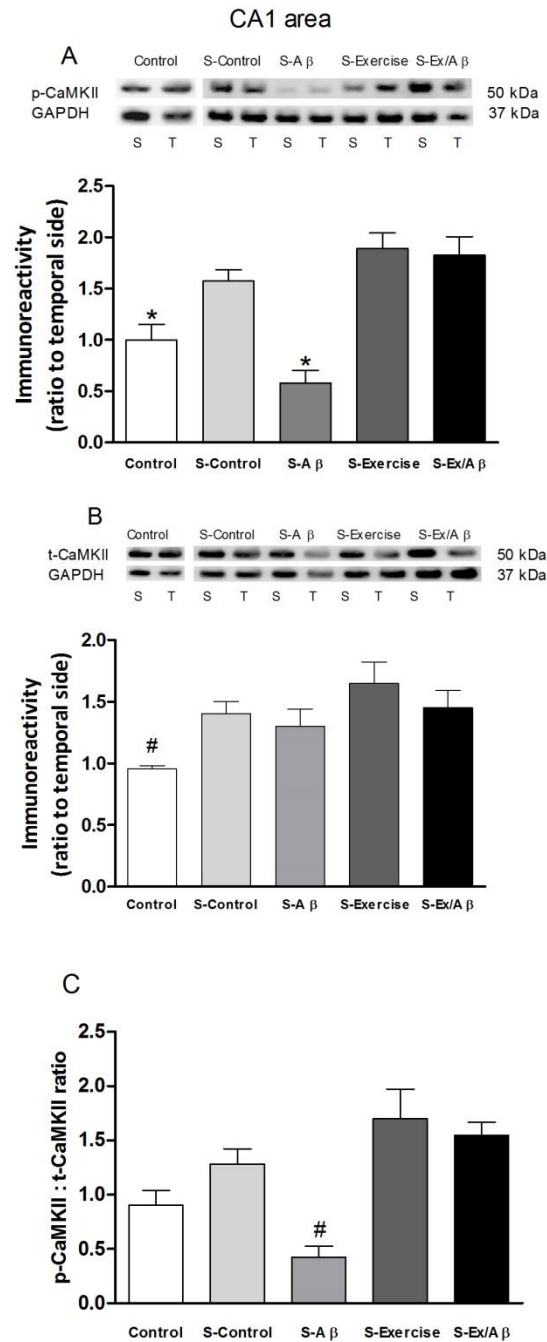 CA1 area
A
Control S-Control S-A β S-Exercise S-Ex/A β
p-CaMKII 50 kDa
GAPDH 37 kDa
S T S T S T S T S T
Immunoreactivity
(ratio to temporal side)
2.5
2.0
1.5
1.0
0.5
0.0
* *
Control S-Control S-A β S-Exercise S-Ex/A β
B
Control S-Control S-A β S-Exercise S-Ex/A β
t-CaMKII 50 kDa
GAPDH 37 kDa
S T S T S T S T S T
Immunoreactivity
(ratio to temporal side)
2.0
1.5
1.0
0.5
0.0
#
Control S-Control S-A β S-Exercise S-Ex/A β
C
p-CaMKII : t-CaMKII ratio
2.5
2.0
1.5
1.0
0.5
0.0
#
Control S-Control S-A β S-Exercise S-Ex/A β